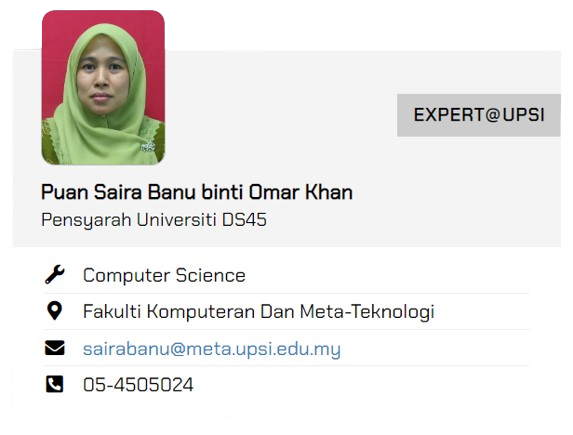 EXPERT@UPSI
Puan Saira Banu binti Omar Khan
Pensyarah Universiti DS45
Computer Science
Fakulti Komputeran Dan Meta-Teknologi
sairabanu@meta.upsi.edu.my
05-4505024